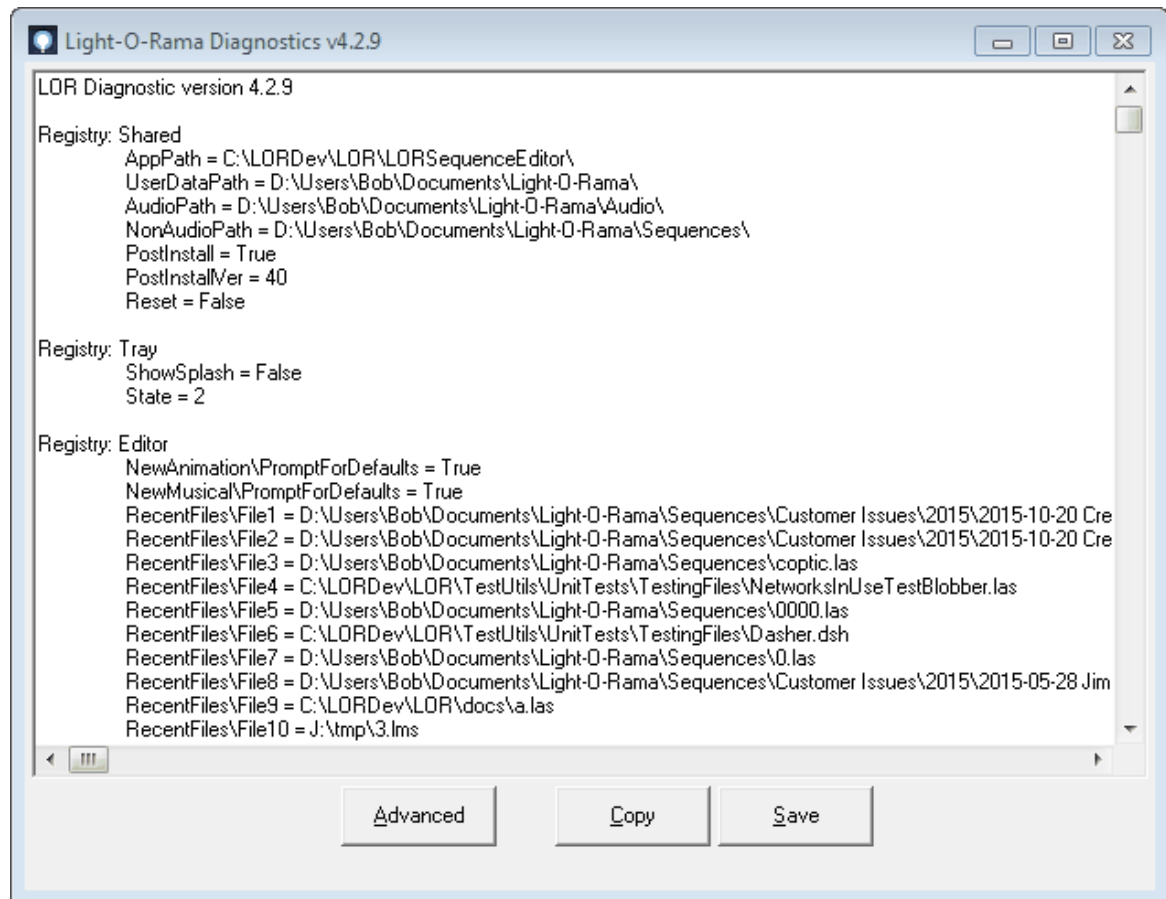 Light-O-Rama Diagnostics v4.2.9
LOR Diagnostic version 4.2.9
Registry: Shared
AppPath = C:\LORDev\LOR\LORSequenceEditor\
UserDataPath = D:\Users\Bob\Documents\Light-O-Rama\
AudioPath = D:\Users\Bob\Documents\Light-O-Rama\Audio\
NonAudioPath = D:\Users\Bob\Documents\Light-O-Rama\Sequences\
PostInstall = True
PostInstallVer = 40
Reset = False
Registry: Tray
ShowSplash = False
State = 2
Registry: Editor
NewAnimation\PromptForDefaults = True
NewMusical\PromptForDefaults = True
RecentFiles\File1 = D:\Users\Bob\Documents\Light-O-Rama\Sequences\Customer Issues\2015\2015-10-20 Cre
RecentFiles\File2 = D:\Users\Bob\Documents\Light-O-Rama\Sequences\Customer Issues\2015\2015-10-20 Cre
RecentFiles\File3 = D:\Users\Bob\Documents\Light-O-Rama\Sequences\coptic.las
RecentFiles\File4 = C:\LORDev\LOR\TestUtils\UnitTests\TestingFiles\NetworksInUseTestBlobber.las
RecentFiles\File5 = D:\Users\Bob\Documents\Light-O-Rama\Sequences\0000.las
RecentFiles\File6 = C:\LORDev\LOR\TestUtils\UnitTests\TestingFiles\Dasher.dsh
RecentFiles\File7 = D:\Users\Bob\Documents\Light-O-Rama\Sequences\0.las
RecentFiles\File8 = D:\Users\Bob\Documents\Light-O-Rama\Sequences\Customer Issues\2015\2015-05-28 Jim
RecentFiles\File9 = C:\LORDev\LOR\docs\a.las
RecentFiles\File10 = J:\tmp\3.lms
Advanced Copy Save